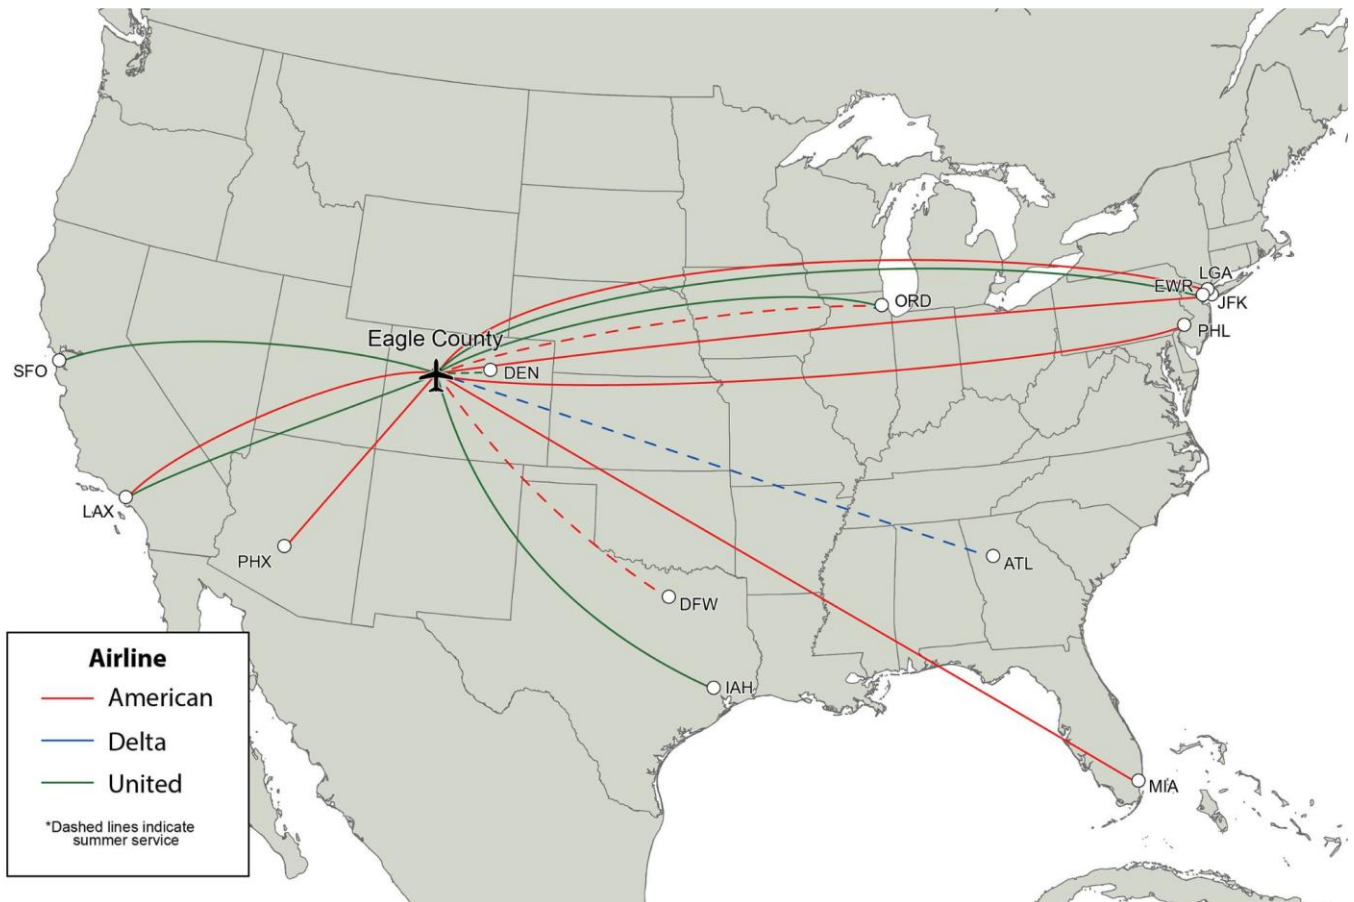 LGA
EWR
JFK
ORD
PHL
Eagle County
SFO
DEN
LAX
PHX
ATL
DFW
IAH
MIA
Airline
American
Delta
United
*Dashed lines indicate
summer service